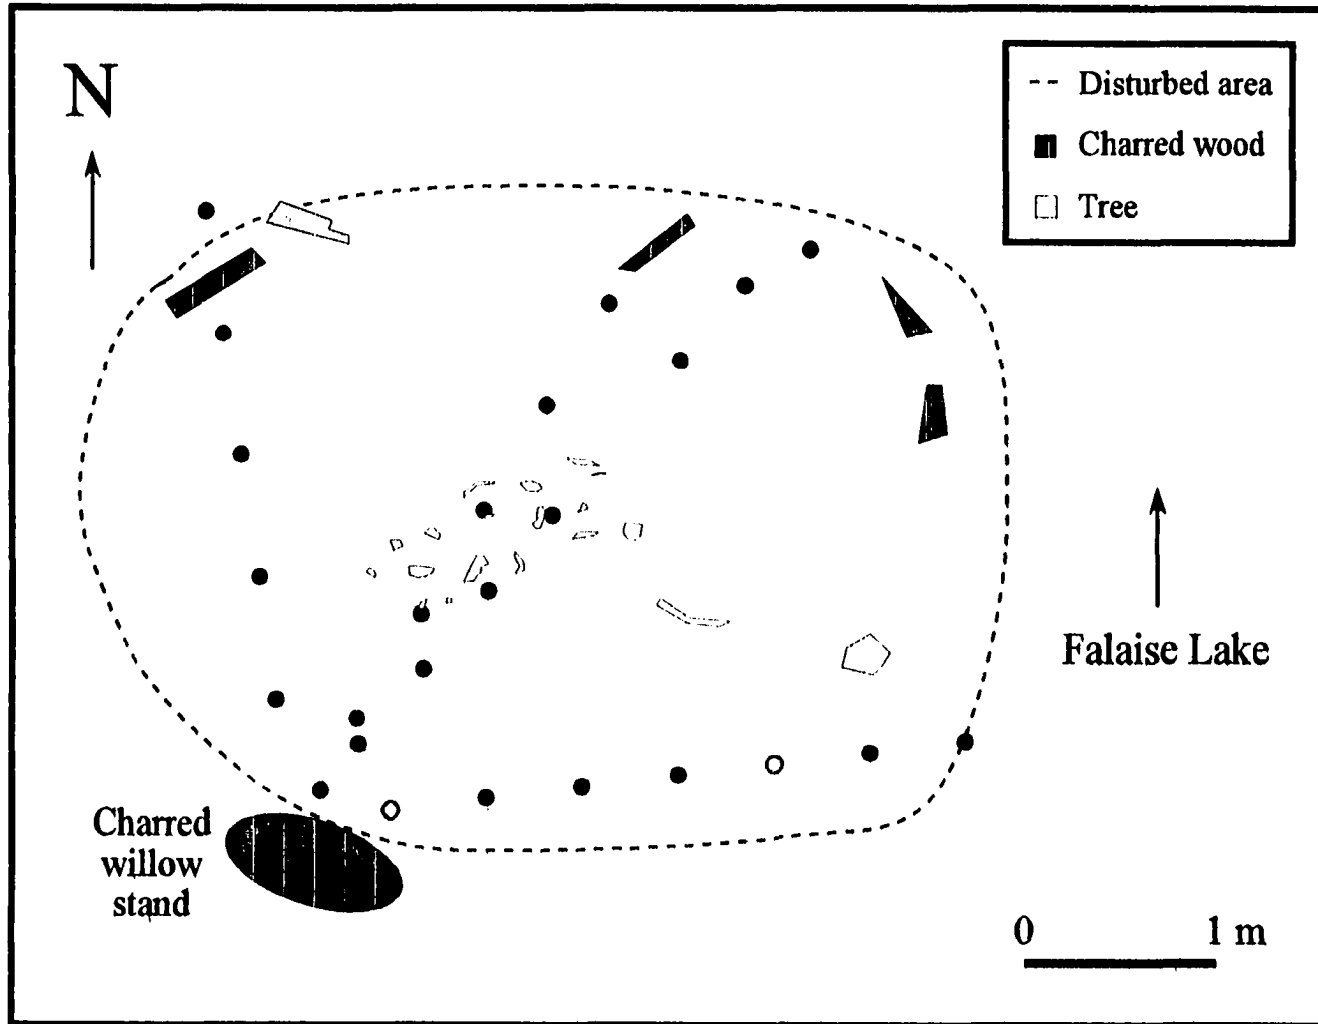 N
Disturbed area
Charred wood
Tree
Falaise Lake
Charred
willow
stand
0 1 m